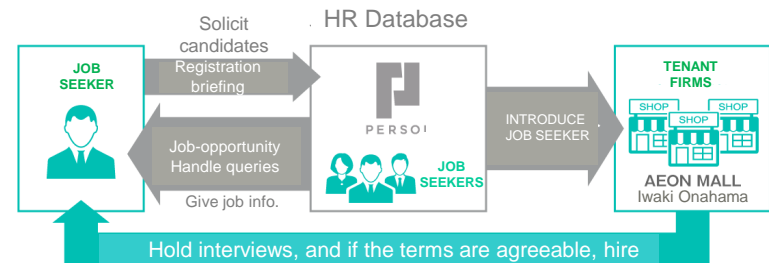 HR Database
Solicit
candidates
Registration
briefing
JOB
SEEKER
Job-opportunity
Handle queries
Give job info.
PERSOI
JOB
SEEKERS
INTRODUCE
JOB SEEKER
TENANT
FIRMS
SHOP
SHOP
SHOP
AEON MALL
Iwaki Onahama
Hold interviews, and if the terms are agreeable, hire